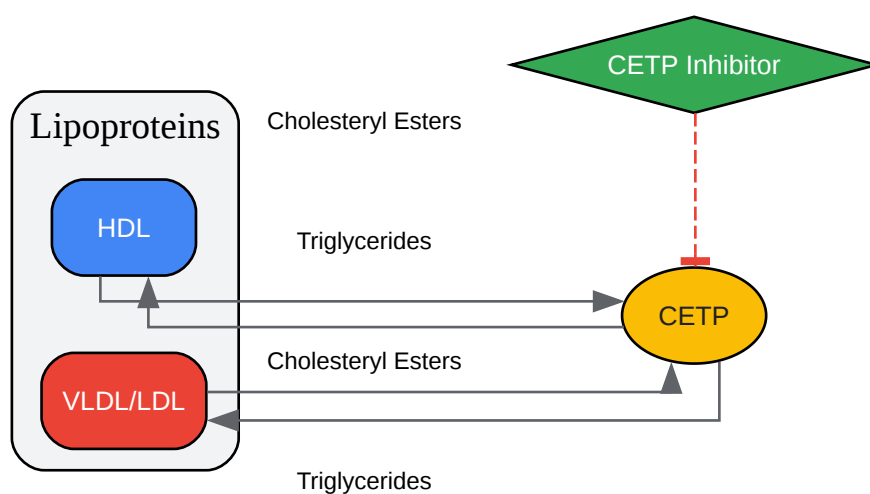 CETP Inhibitor
Lipoproteins
Cholesteryl Esters
HDL
Triglycerides
CETP
Cholesteryl Esters
VLDL/LDL
Triglycerides